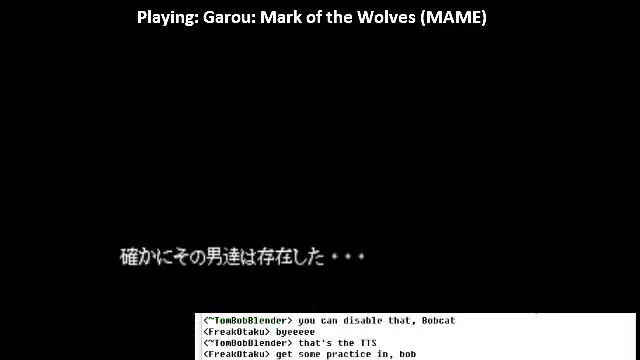 Playing: Garou: Mark of the Wolves (MAME)
確かにその男達は存在した・・・
<~TomBobBlender> you can disable that, Bobcat
<FreakOtaku> byeeeee
<~TomBobBlender> that's the TTS
<FreakOtaku> get some practice in, bob